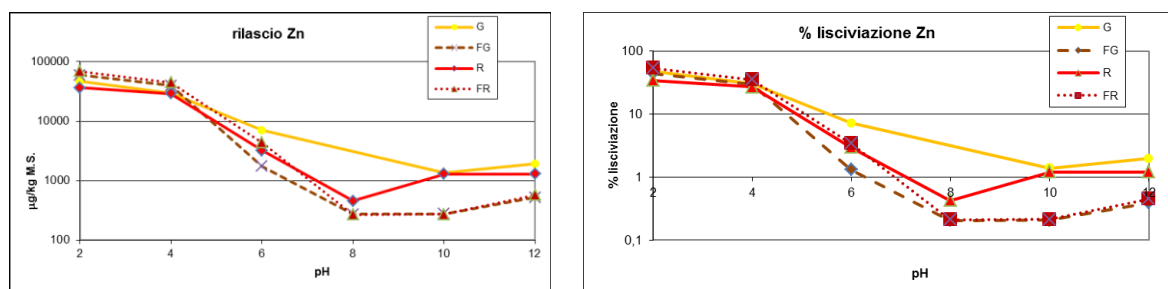 rilascio Zn
G
FG
R
FR
100000
10000
1000
100
µg/kg M.S.
2 4 6 8 10 12
pH
% lisciviazione Zn
G
FG
R
FR
100
10
1
0,1
% lisciviazione
2 4 6 8 10 12
pH